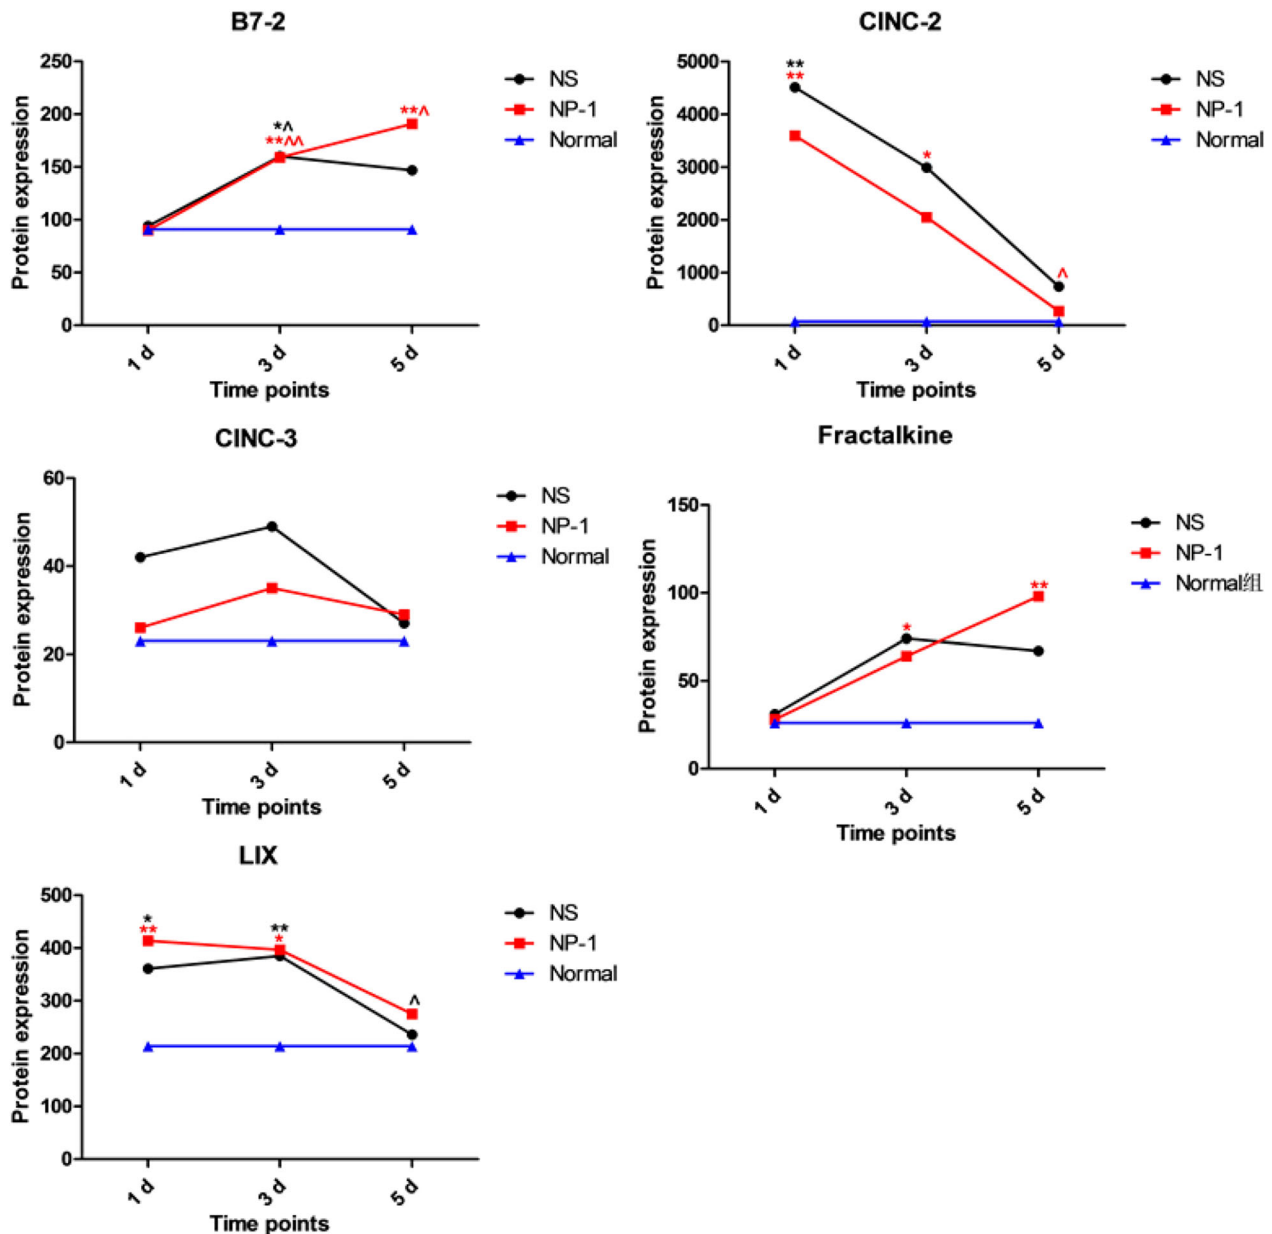 B7-2
250
200
150
100
50
0
Protein expression
*^
**^^
**^
1 d
3 d
5 d
Time points
NS
NP-1
Normal
CINC-2
5000
4000
3000
2000
1000
0
Protein expression
**
**
*
^
1 d
3 d
5 d
Time points
NS
NP-1
Normal
CINC-3
60
40
20
0
Protein expression
1 d
3 d
5 d
Time points
NS
NP-1
Normal
Fractalkine
150
100
50
0
Protein expression
*
**
1 d
3 d
5 d
Time points
NS
NP-1
Normal组
LIX
500
400
300
200
100
0
Protein expression
*
**
**
*
^
1 d
3 d
5 d
Time points
NS
NP-1
Normal